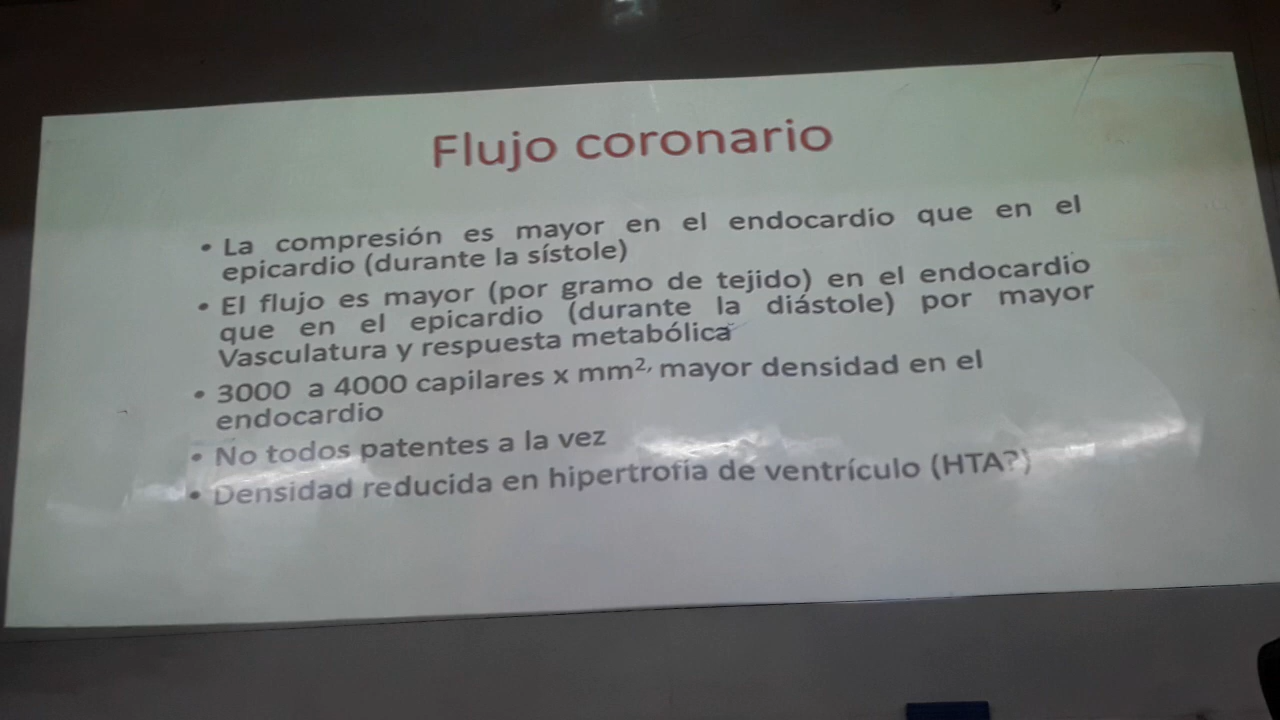 Flujo coronario
• La compresión es mayor en el endocardio que en el
epicardio (durante la sístole)
• El flujo es mayor (por gramo de tejido) en el endocardio
que en el epicardio (durante la diástole) por mayor
Vasculatura y respuesta metabólica
• 3000 a 4000 capilares x mm², mayor densidad en el
endocardio
• No todos patentes a la vez
• Densidad reducida en hipertrofia de ventrículo (HTA?)